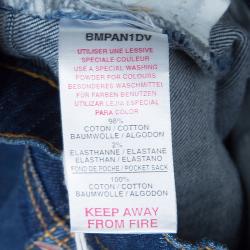 BMPAN1DV
UTILISER UNE LESSIVE
SPECIALE COULEUR
USE A SPECIAL WASHING
POWDER FOR COLOURS
BESONDERES WASCHMITTEL
FÜR FARBEN BENUTZEN
UTILIZAR LEJIA ESPECIAL
PARA COLOR
98%
COTON / COTTON
BAUMWOLLE / ALGODON
2%
ELASTHANNE / ELASTANE
ELASTHAN / ELASTANO
FOND DE POCHE / POCKET SACK
100%
COTON / COTTON
BAUMWOLLE / ALGODON
KEEP AWAY
FROM FIRE